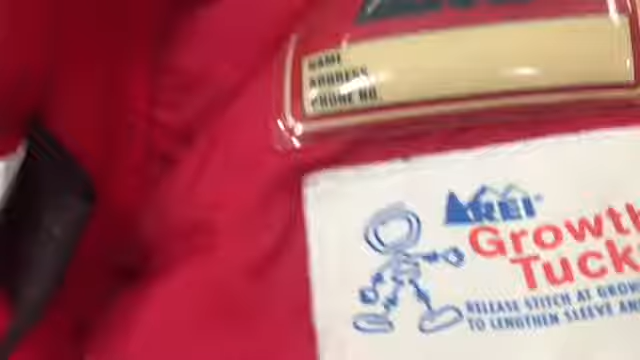 NAME
ADDRESS
PHONE NO.
REI
Growth
Tuck
RELEASE STITCH AT GROW
TO LENGTHEN SLEEVE AN